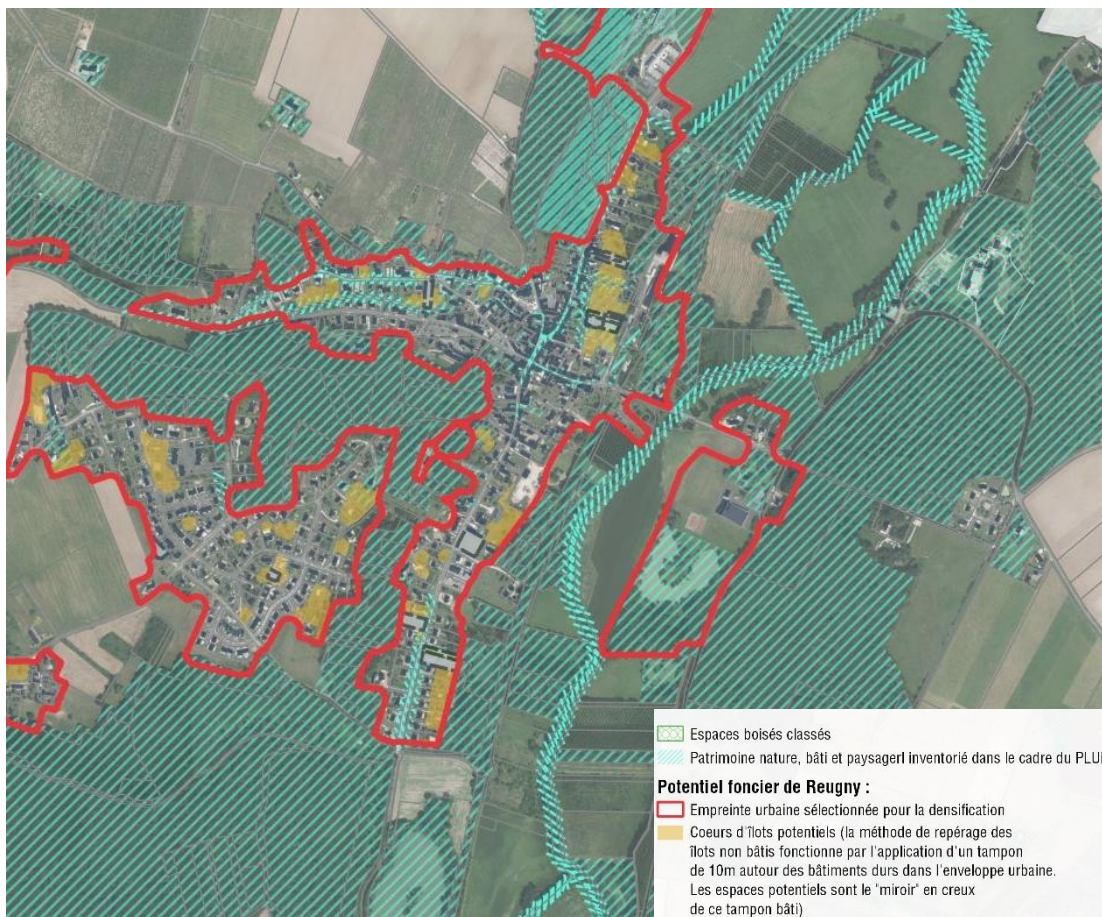 Espaces boisés classés
Patrimoine nature, bâti et paysagerl inventorié dans le cadre du PLUi
Potentiel foncier de Reugny :
Empreinte urbaine sélectionnée pour la densification
Coeurs d'îlots potentiels (la méthode de repérage des
îlots non bâtis fonctionne par l'application d'un tampon
de 10m autour des bâtiments durs dans l'enveloppe urbaine.
Les espaces potentiels sont le "miroir" en creux
de ce tampon bâti)